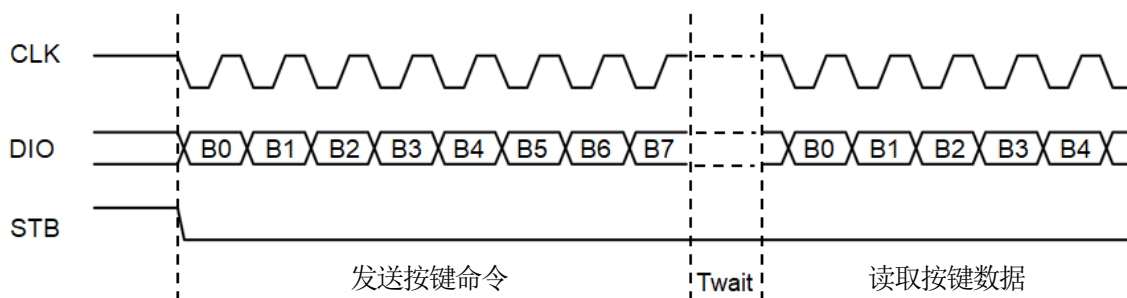 CLK
DIO B0 B1 B2 B3 B4 B5 B6 B7 B0 B1 B2 B3 B4
STB
发送按键命令 Twait 读取按键数据